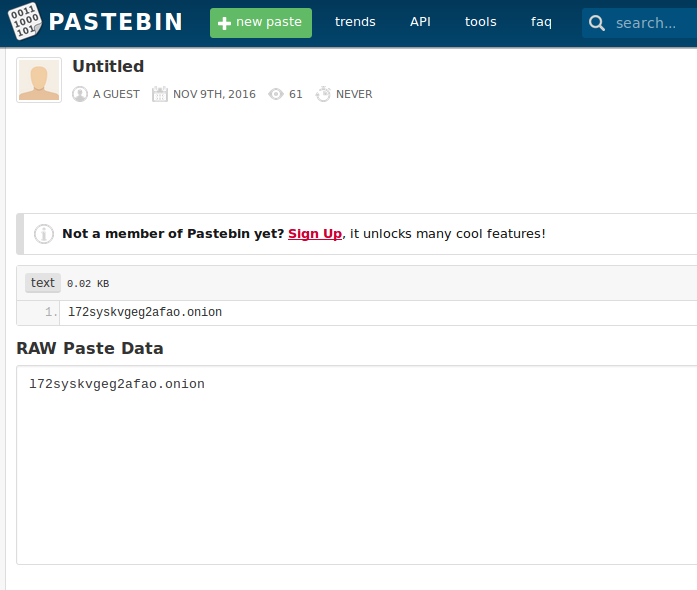 0011
1000
101
PASTEBIN
new paste
trends
API
tools
faq
search...
Untitled
A GUEST
NOV 9TH, 2016
61
NEVER
Not a member of Pastebin yet? Sign Up, it unlocks many cool features!
text
0.02 KB
1. l72syskvgeg2afao.onion
RAW Paste Data
l72syskvgeg2afao.onion